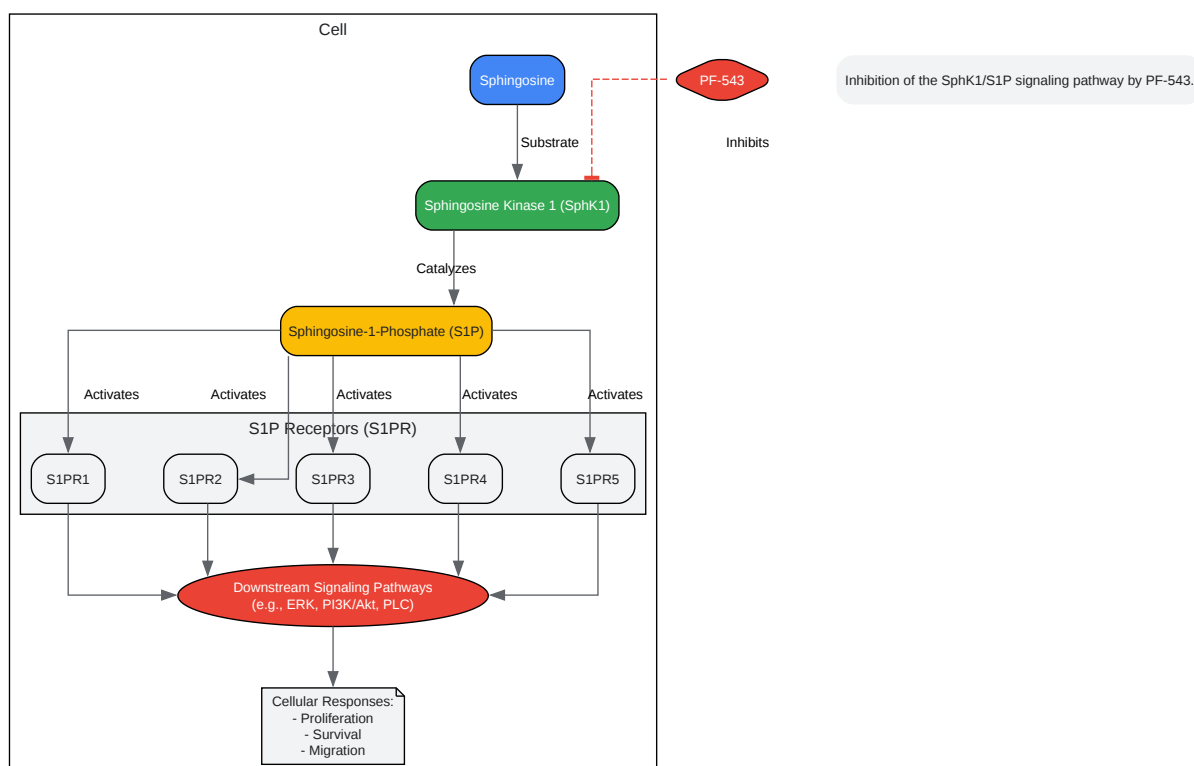 Cell
Sphingosine
PF-543
Inhibition of the SphK1/S1P signaling pathway by PF-543.
Substrate
Inhibits
Sphingosine Kinase 1 (SphK1)
Catalyzes
Sphingosine-1-Phosphate (S1P)
Activates
Activates
Activates
Activates
Activates
S1P Receptors (S1PR)
S1PR1
S1PR2
S1PR3
S1PR4
S1PR5
Downstream Signaling Pathways
(e.g., ERK, PI3K/Akt, PLC)
Cellular Responses:
- Proliferation
- Survival
- Migration